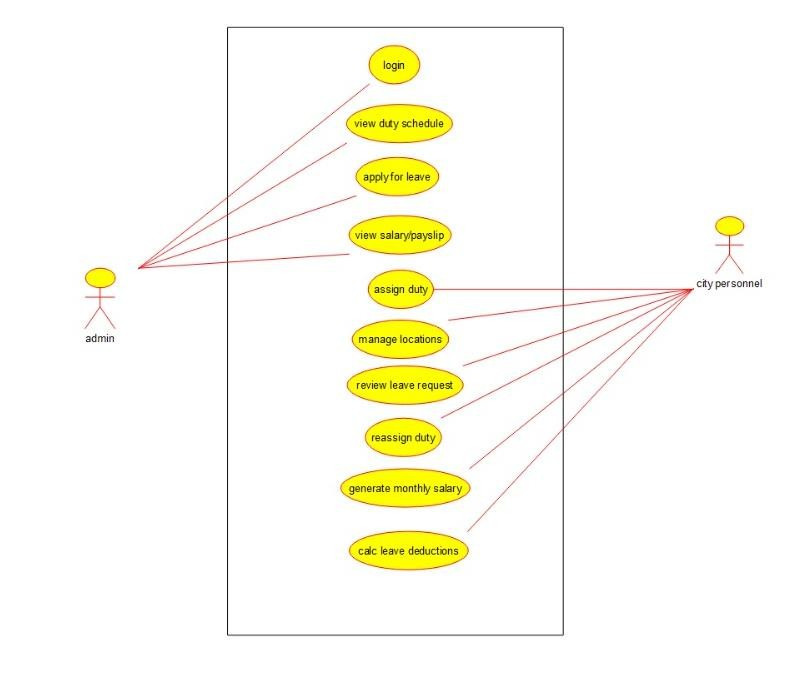 login
view duty schedule
apply for leave
view salary/payslip
assign duty
city personnel
manage locations
admin
review leave request
reassign duty
generate monthly salary
calc leave deductions